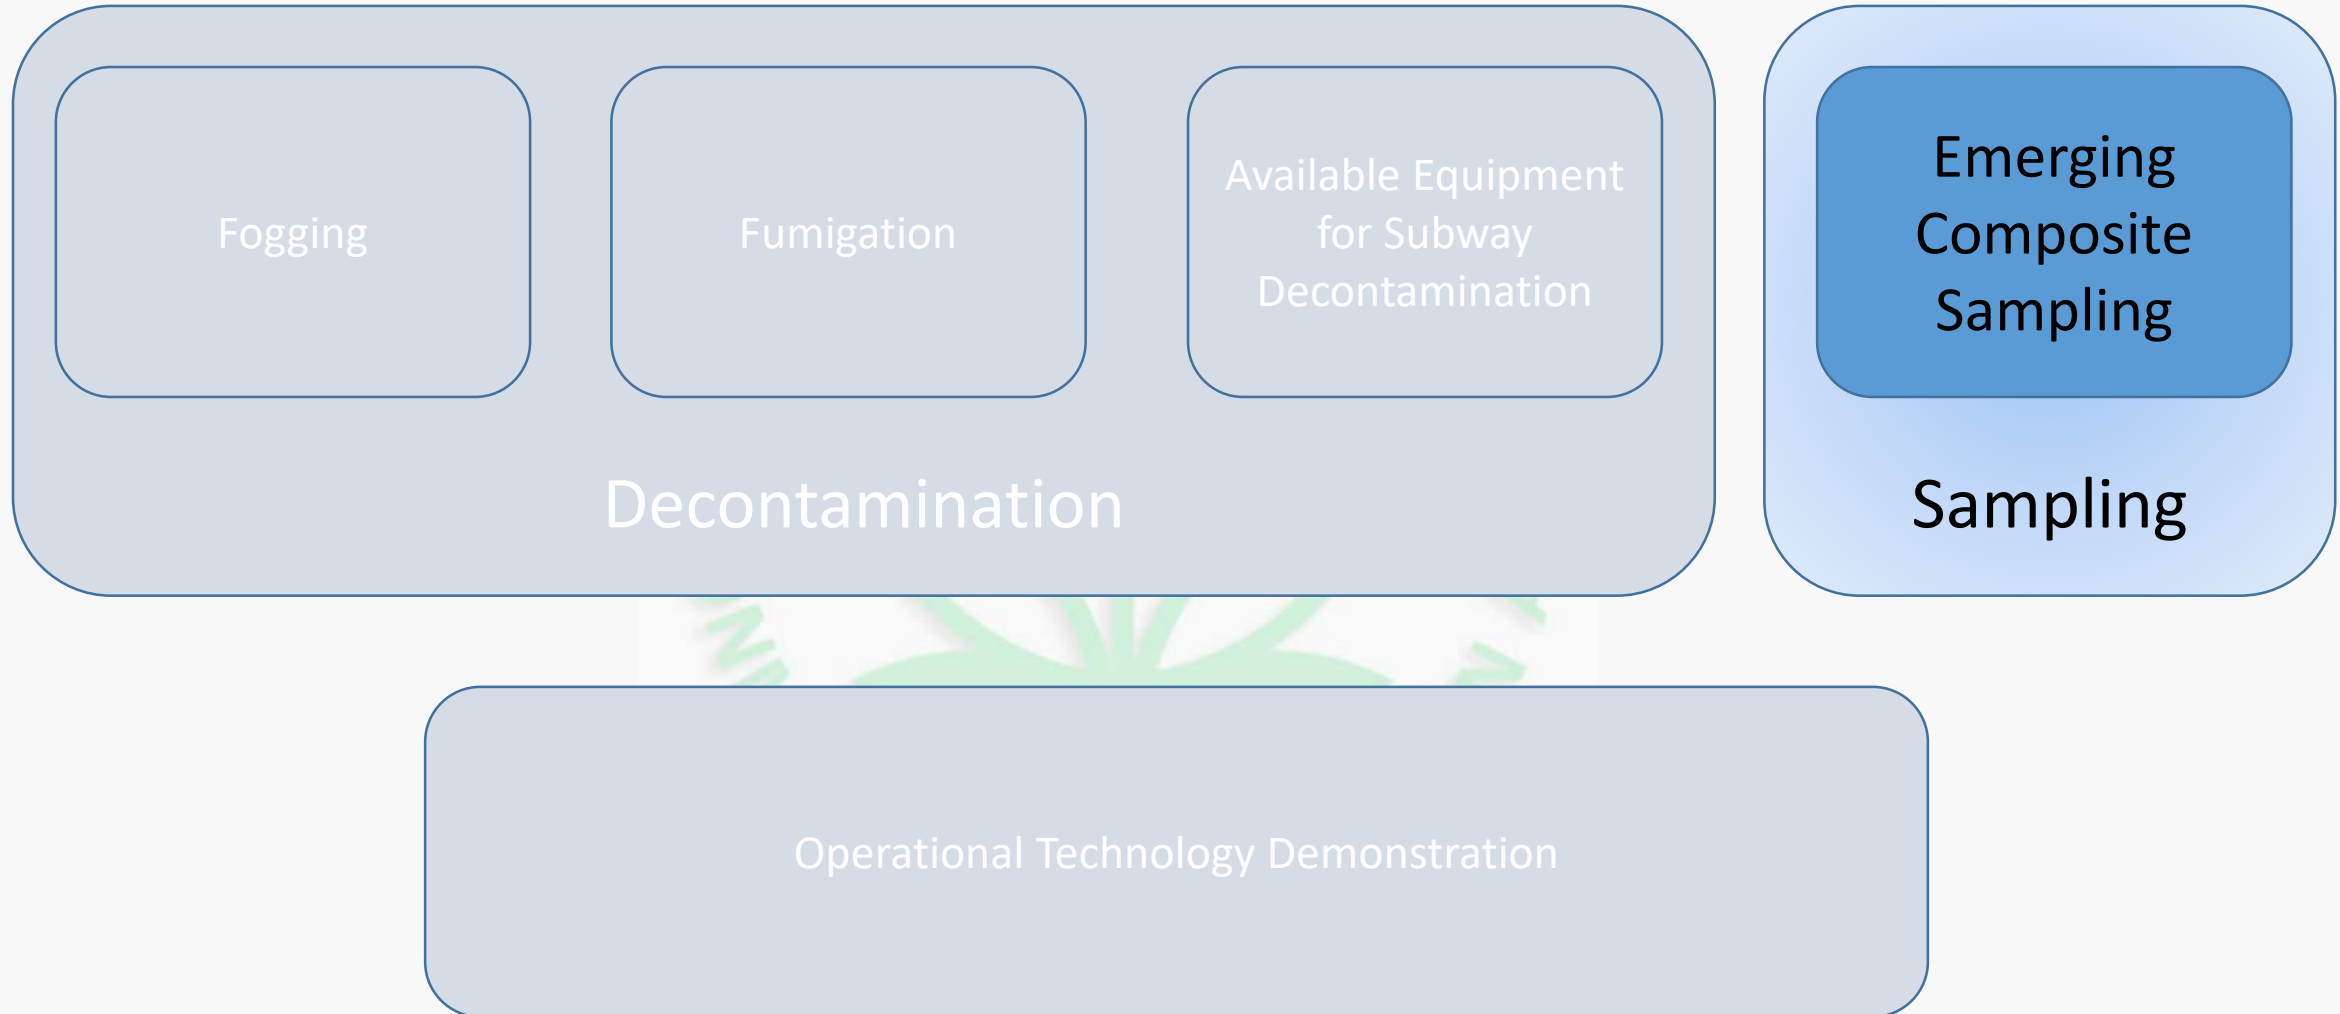 Fogging
Fumigation
Available Equipment
for Subway
Decontamination
Decontamination
Emerging
Composite
Sampling
Sampling
Operational Technology Demonstration